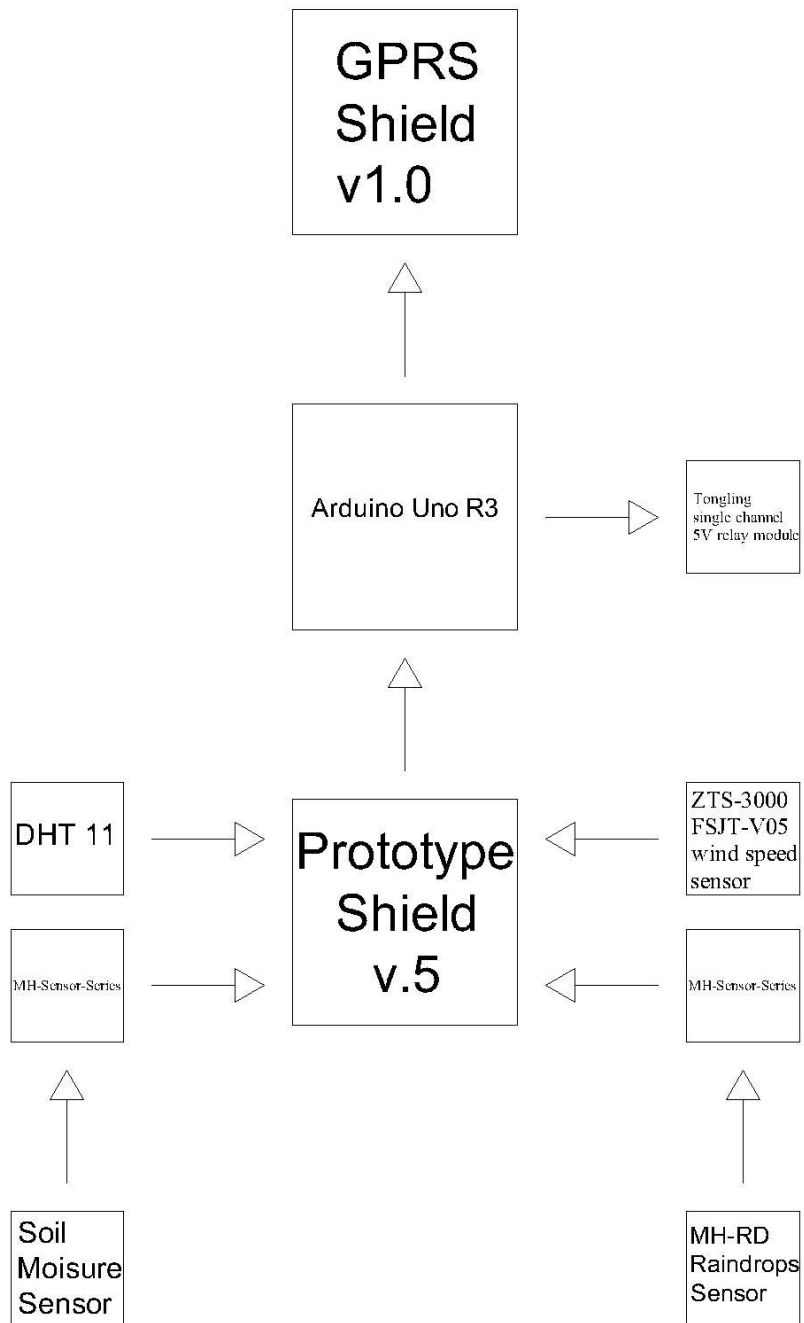 GPRS
Shield
v1.0
Arduino Uno R3
Tongling
single channel
5V relay module
DHT 11
Prototype
Shield
v.5
ZTS-3000
FSJT-V05
wind speed
sensor
MH-Sensor-Series
MH-Sensor-Series
Soil
Moisure
Sensor
MH-RD
Raindrops
Sensor